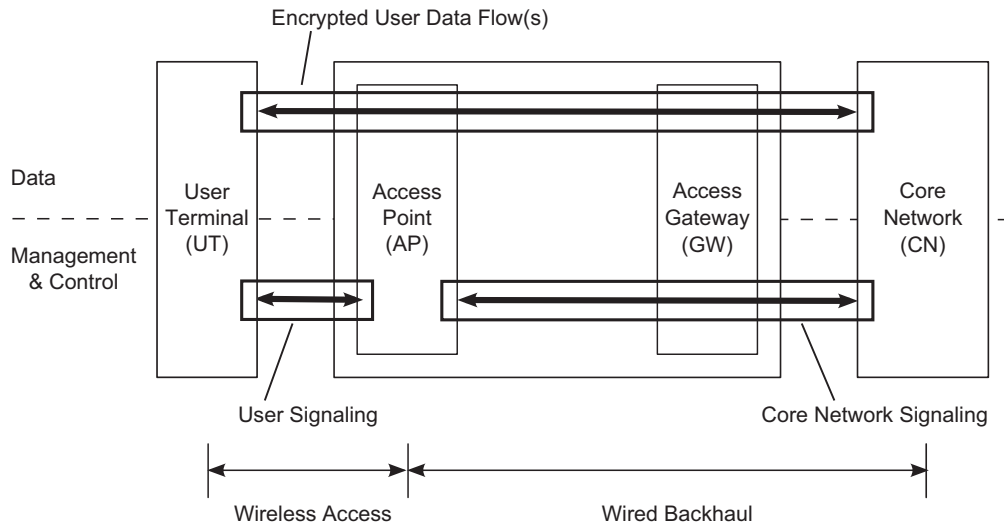 Encrypted User Data Flow(s)
Data
Management
& Control
User
Terminal
(UT)
Access
Point
(AP)
Access
Gateway
(GW)
Core
Network
(CN)
User Signaling
Core Network Signaling
Wireless Access
Wired Backhaul